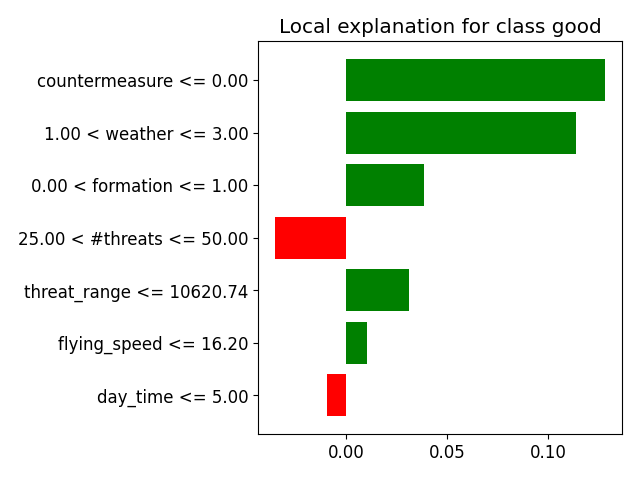 Local explanation for class good
countermeasure <= 0.00
1.00 < weather <= 3.00
0.00 < formation <= 1.00
25.00 < #threats <= 50.00
threat_range <= 10620.74
flying_speed <= 16.20
day_time <= 5.00
0.00 0.05 0.10